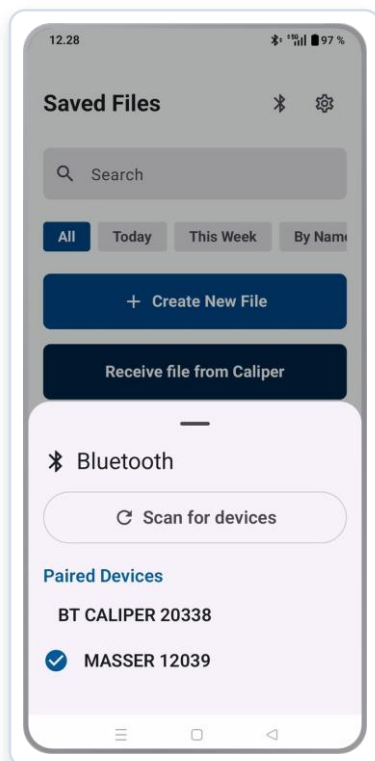 12.28
97 %
Saved Files
Search
All Today This Week By Name
+ Create New File
Receive file from Caliper
Bluetooth
Scan for devices
Paired Devices
BT CALIPER 20338
MASSER 12039